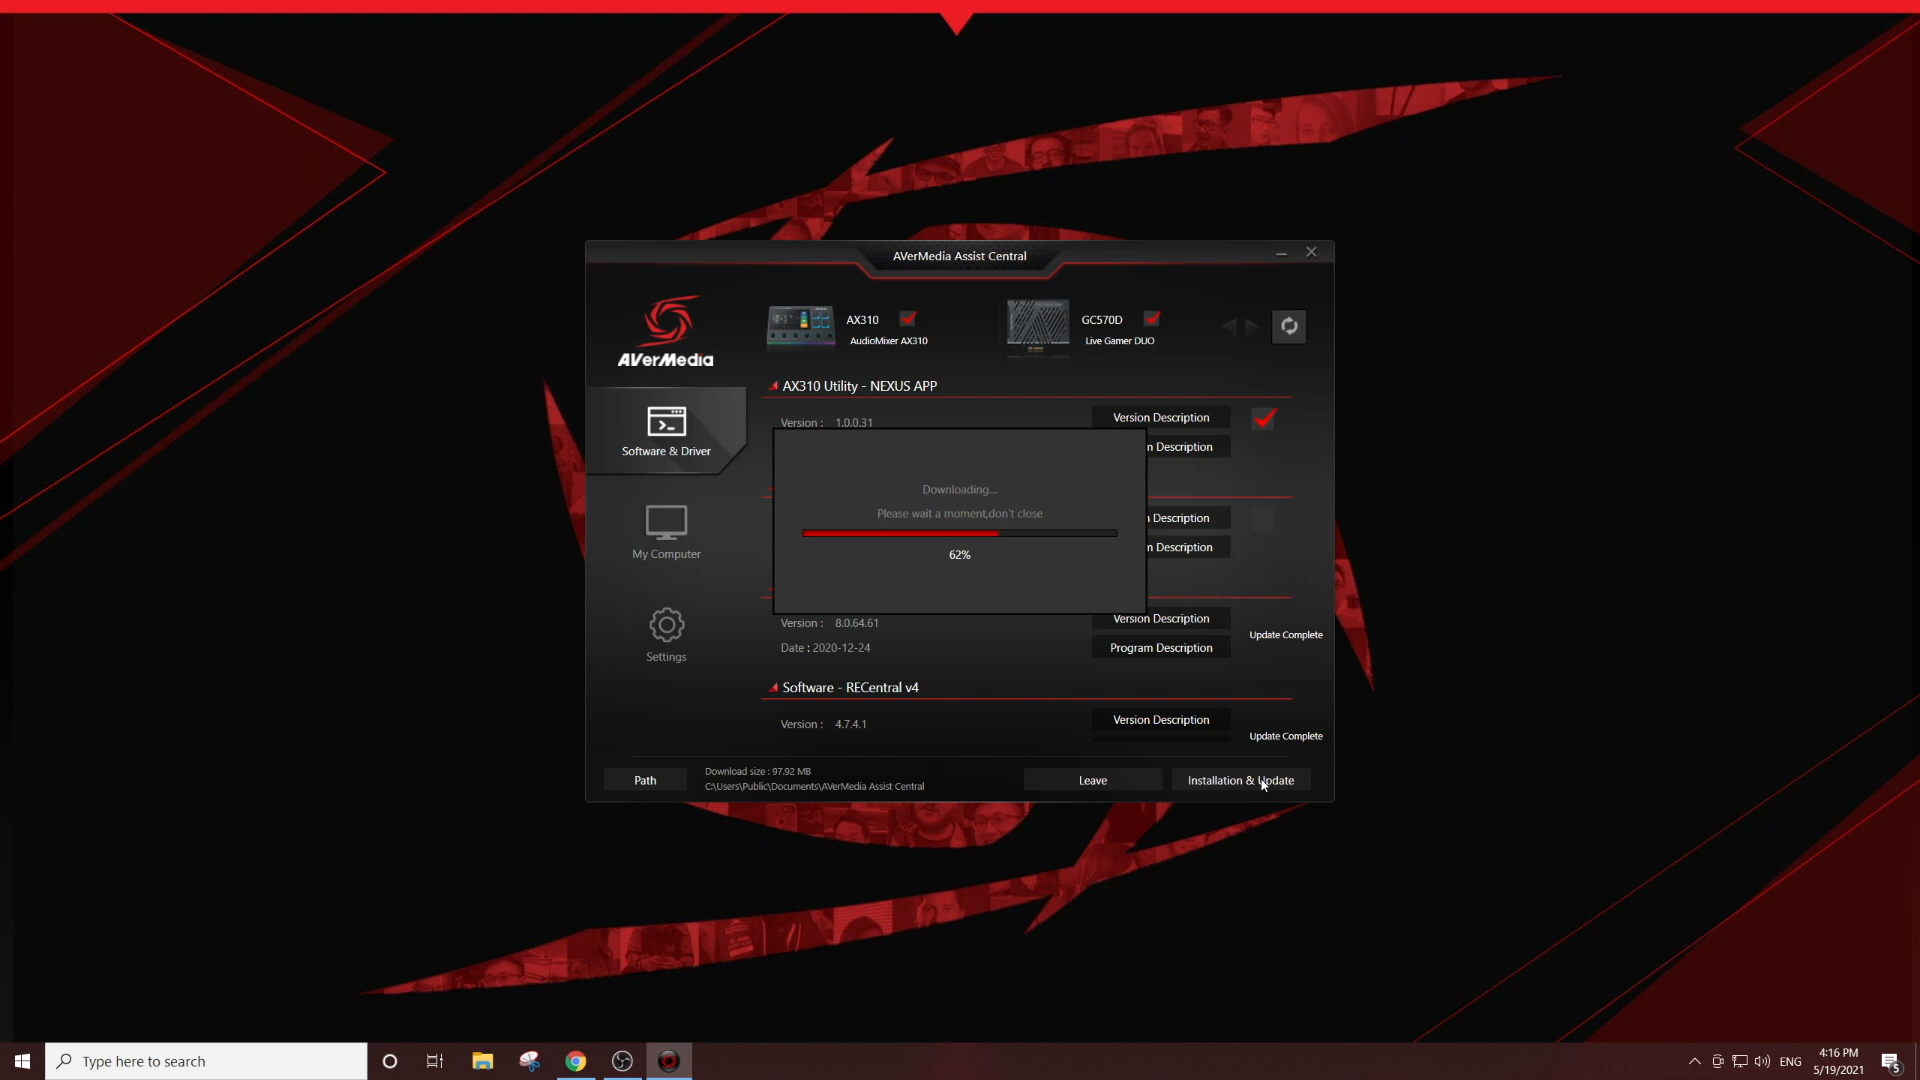 AVerMedia Assist Central
AVerMedia
AX310
AudioMixer AX310
GC570D
Live Gamer DUO
Software & Driver
My Computer
Settings
AX310 Utility - NEXUS APP
Version : 1.0.0.31
Version Description
n Description
Downloading...
Please wait a moment,don't close
62%
n Description
n Description
Version : 8.0.64.61
Version Description
Update Complete
Date : 2020-12-24
Program Description
Software - RECentral v4
Version : 4.7.4.1
Version Description
Update Complete
Path
Download size : 97.92 MB
C:\Users\Public\Documents\AVerMedia Assist Central
Leave
Installation & Update
Type here to search
ENG
4:16 PM
5/19/2021
5